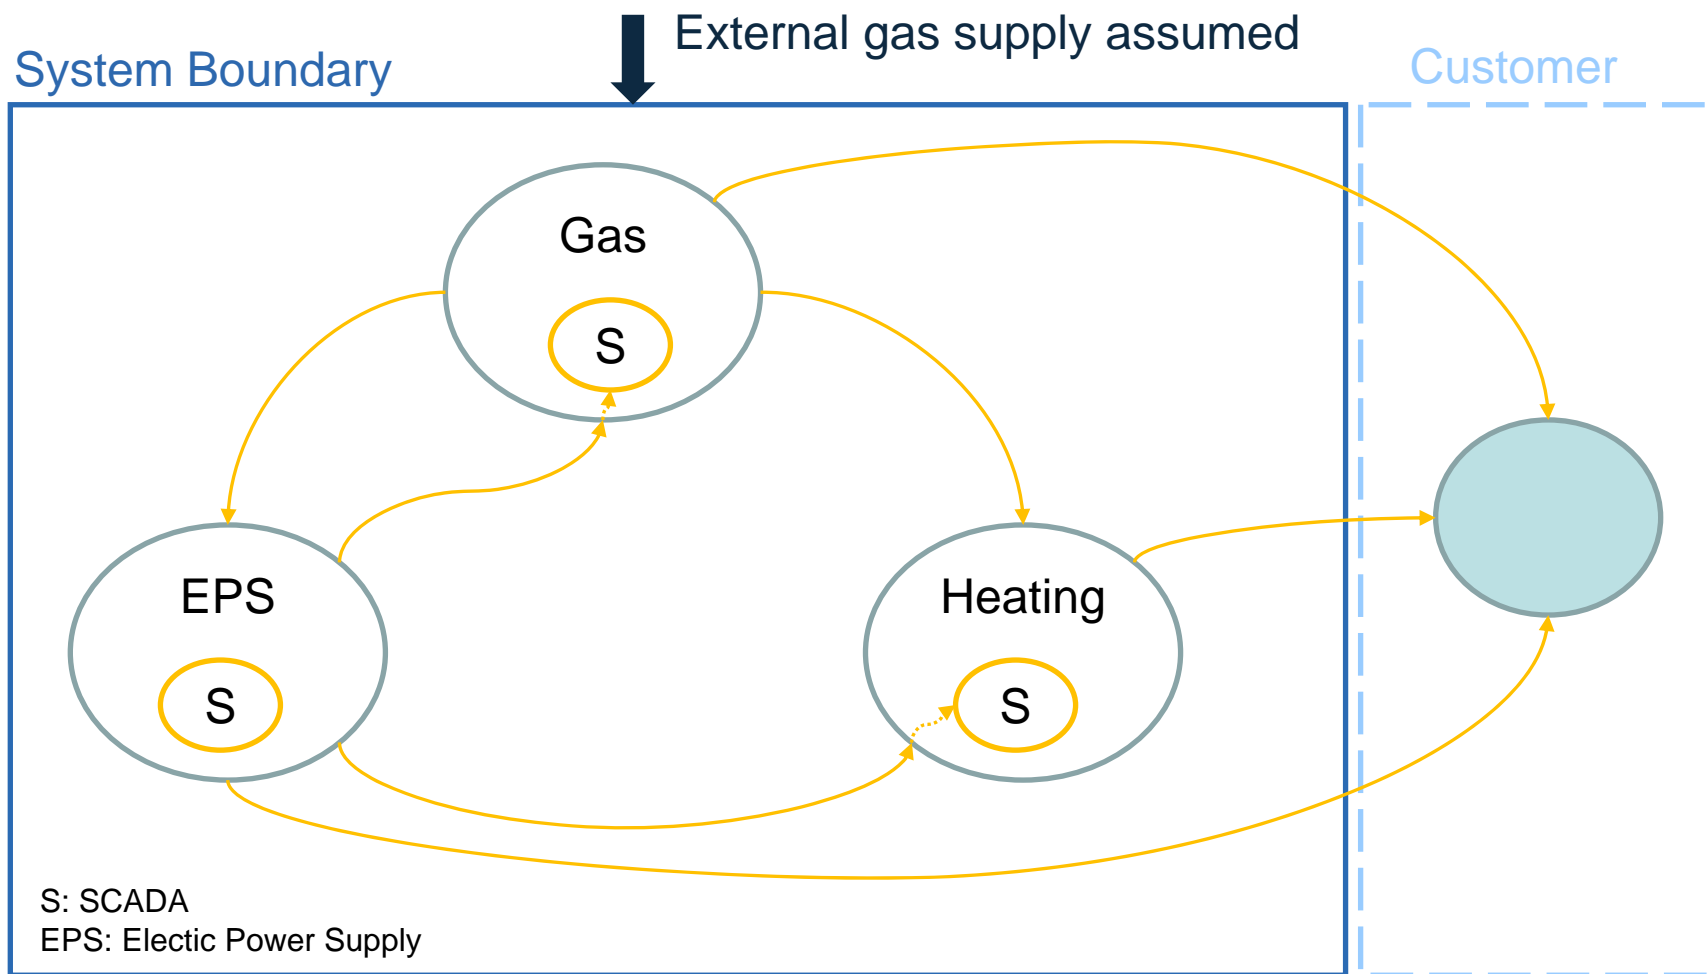 External gas supply assumed
System Boundary
Customer
Gas
S
EPS
S
Heating
S
S: SCADA
EPS: Electic Power Supply